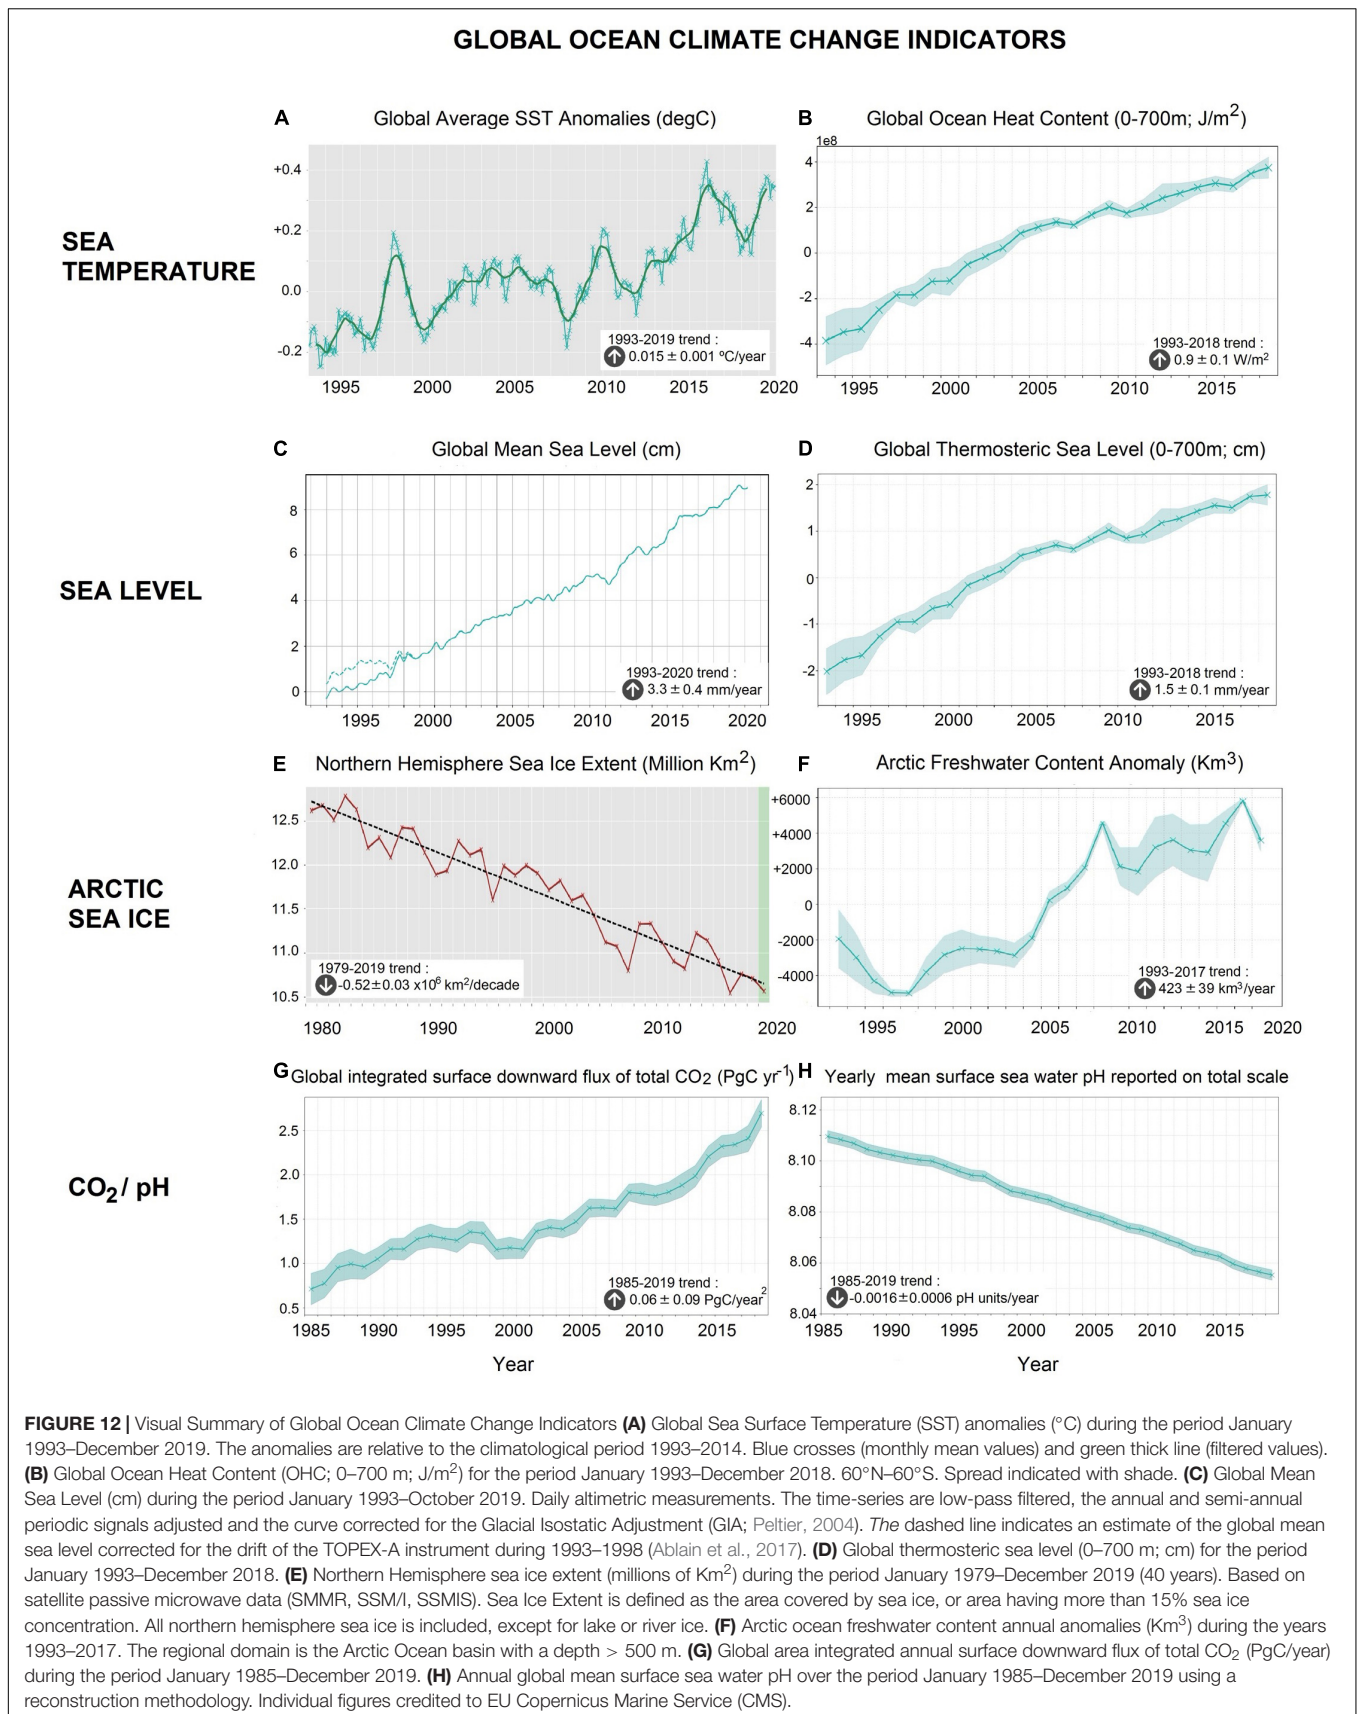 GLOBAL OCEAN CLIMATE CHANGE INDICATORS
SEA
TEMPERATURE
A Global Average SST Anomalies (degC)
+0.4
+0.2
0.0
-0.2
1993-2019 trend :
0.015 ± 0.001 ºC/year
1995 2000 2005 2010 2015 2020
B Global Ocean Heat Content (0-700m; J/m²)
1e8
4
2
0
-2
-4
1993-2018 trend :
0.9 ± 0.1 W/m²
1995 2000 2005 2010 2015
SEA LEVEL
C Global Mean Sea Level (cm)
8
6
4
2
0
1993-2020 trend :
3.3 ± 0.4 mm/year
1995 2000 2005 2010 2015 2020
D Global Thermosteric Sea Level (0-700m; cm)
2
1
0
-1
-2
1993-2018 trend :
1.5 ± 0.1 mm/year
1995 2000 2005 2010 2015
ARCTIC
SEA ICE
E Northern Hemisphere Sea Ice Extent (Million Km²)
12.5
12.0
11.5
11.0
10.5
1979-2019 trend :
-0.52±0.03 x10⁶ km²/decade
1980 1990 2000 2010 2020
F Arctic Freshwater Content Anomaly (Km³)
+6000
+4000
+2000
0
-2000
-4000
1993-2017 trend :
423 ± 39 km³/year
1995 2000 2005 2010 2015 2020
CO₂ / pH
G Global integrated surface downward flux of total CO₂ (PgC yr⁻¹)
2.5
2.0
1.5
1.0
0.5
1985-2019 trend :
0.06 ± 0.09 PgC/year²
1985 1990 1995 2000 2005 2010 2015
Year
H Yearly mean surface sea water pH reported on total scale
8.12
8.10
8.08
8.06
8.04
1985-2019 trend :
-0.0016±0.0006 pH units/year
1985 1990 1995 2000 2005 2010 2015
Year
FIGURE 12 | Visual Summary of Global Ocean Climate Change Indicators (A) Global Sea Surface Temperature (SST) anomalies (°C) during the period January
1993–December 2019. The anomalies are relative to the climatological period 1993–2014. Blue crosses (monthly mean values) and green thick line (filtered values).
(B) Global Ocean Heat Content (OHC; 0–700 m; J/m²) for the period January 1993–December 2018. 60°N–60°S. Spread indicated with shade. (C) Global Mean
Sea Level (cm) during the period January 1993–October 2019. Daily altimetric measurements. The time-series are low-pass filtered, the annual and semi-annual
periodic signals adjusted and the curve corrected for the Glacial Isostatic Adjustment (GIA; Peltier, 2004). The dashed line indicates an estimate of the global mean
sea level corrected for the drift of the TOPEX-A instrument during 1993–1998 (Ablain et al., 2017). (D) Global thermosteric sea level (0–700 m; cm) for the period
January 1993–December 2018. (E) Northern Hemisphere sea ice extent (millions of Km²) during the period January 1979–December 2019 (40 years). Based on
satellite passive microwave data (SMMR, SSM/I, SSMIS). Sea Ice Extent is defined as the area covered by sea ice, or area having more than 15% sea ice
concentration. All northern hemisphere sea ice is included, except for lake or river ice. (F) Arctic ocean freshwater content annual anomalies (Km³) during the years
1993–2017. The regional domain is the Arctic Ocean basin with a depth > 500 m. (G) Global area integrated annual surface downward flux of total CO₂ (PgC/year)
during the period January 1985–December 2019. (H) Annual global mean surface sea water pH over the period January 1985–December 2019 using a
reconstruction methodology. Individual figures credited to EU Copernicus Marine Service (CMS).